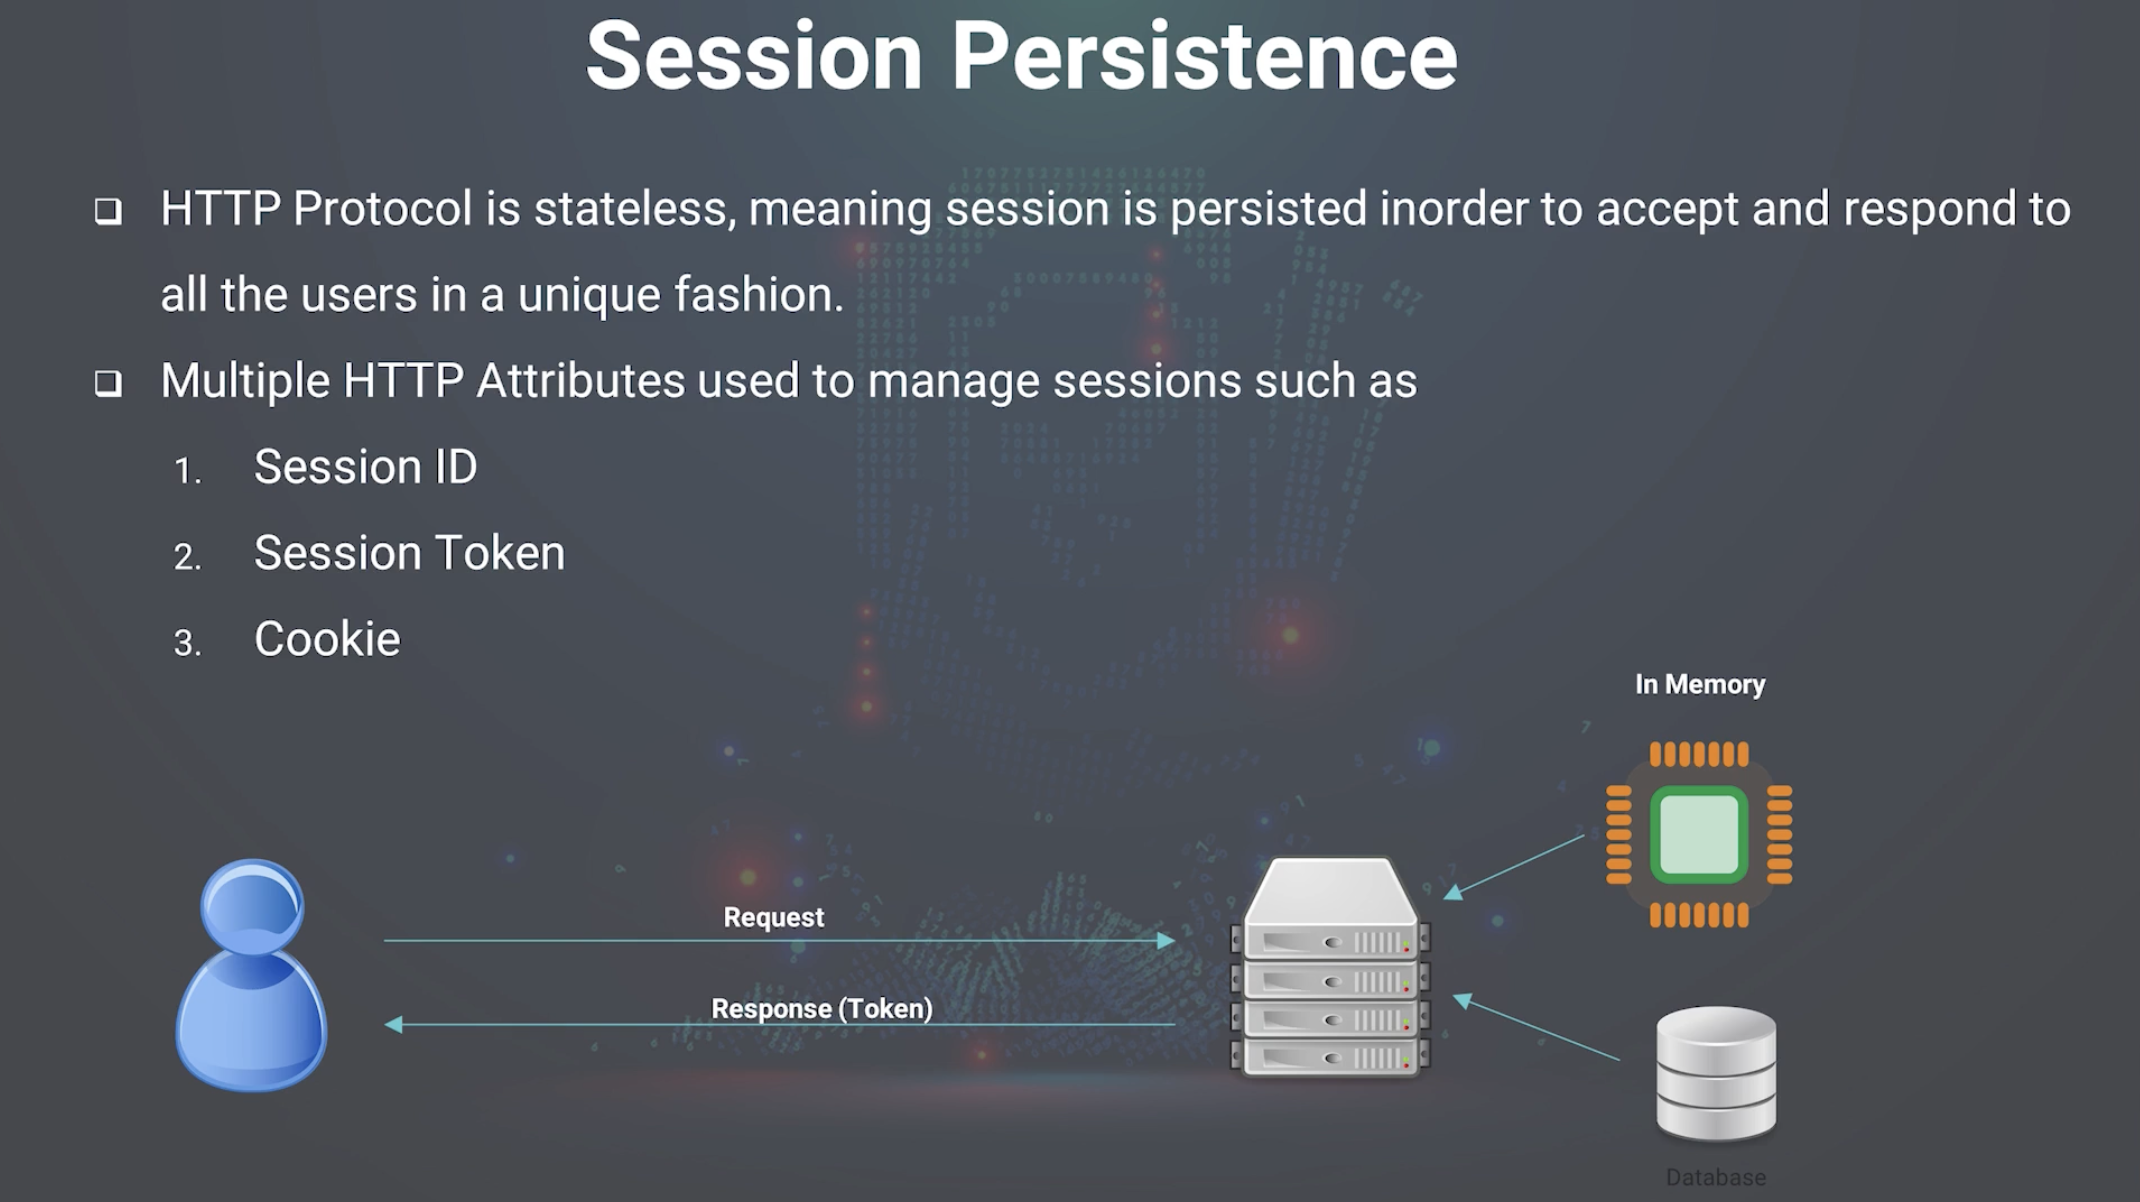 Session Persistence
❑ HTTP Protocol is stateless, meaning session is persisted inorder to accept and respond to
all the users in a unique fashion.
❑ Multiple HTTP Attributes used to manage sessions such as
1. Session ID
2. Session Token
3. Cookie
In Memory
Request
Response (Token)
Database